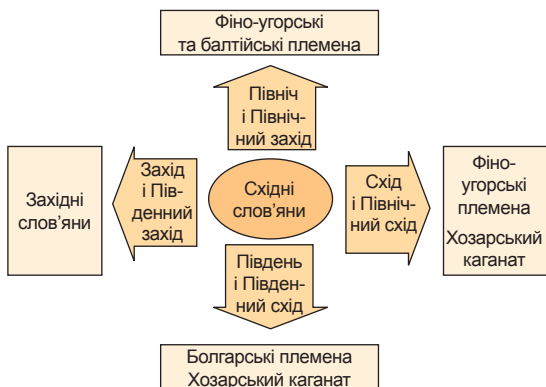 Фіно-угорські
та балтійські племена
Північ
і Північ-
ний захід
Західні
слов’яни
Захід
і Пів-
денний
захід
Східні
слов’яни
Схід
і Північ-
ний схід
Фіно-
угорські
племена
Хозарський
каганат
Південь
і Півден-
ний схід
Болгарські племена
Хозарський каганат